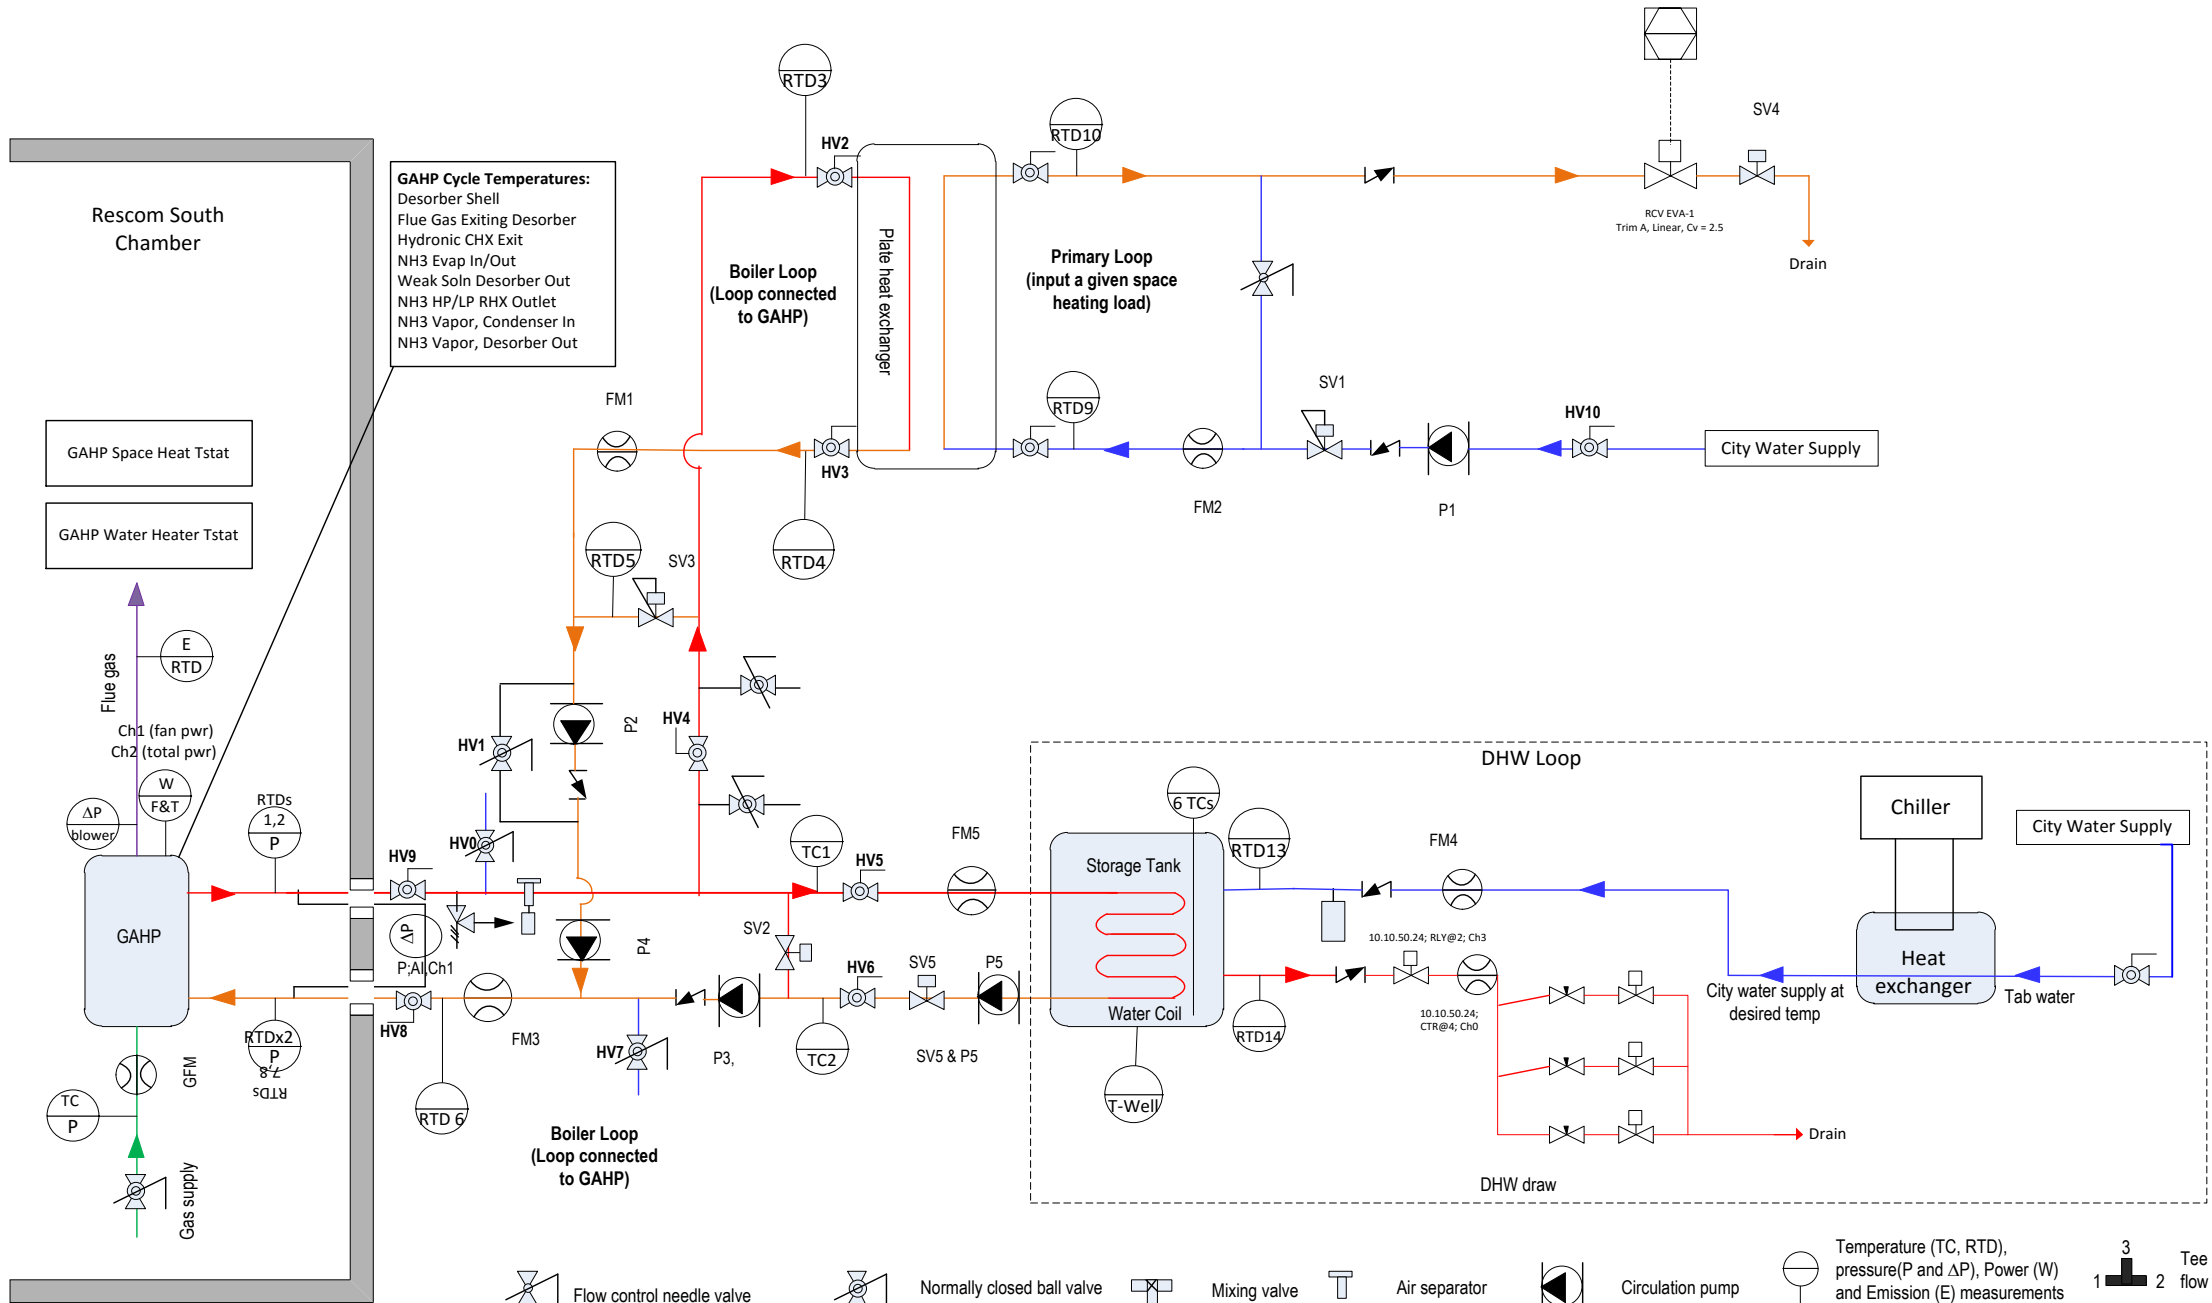 RTD3
RTD10
SV4
HV2
GAHP Cycle Temperatures:
Desorber Shell
Flue Gas Exiting Desorber
Hydronic CHX Exit
NH3 Evap In/Out
Weak Soln Desorber Out
NH3 HP/LP RHX Outlet
NH3 Vapor, Condenser In
NH3 Vapor, Desorber Out
Rescom South
Chamber
RCV EVA-1
Trim A, Linear, Cv = 2.5
Plate heat exchanger
Boiler Loop
(Loop connected
to GAHP)
Primary Loop
(input a given space
heating load)
Drain
FM1
RTD9
SV1
HV10
GAHP Space Heat Tstat
City Water Supply
HV3
FM2
P1
GAHP Water Heater Tstat
RTD5
SV3
RTD4
E
RTD
Flue gas
Ch1 (fan pwr)
Ch2 (total pwr)
P2
HV4
HV1
DHW Loop
W
F&T
6 TCs
ΔP
blower
RTDs
1,2
P
HV9
HV0
TC1
HV5
FM5
Storage Tank
RTD13
FM4
Chiller
City Water Supply
GAHP
ΔP
P;AI,Ch1
P4
SV2
HV6
SV5
P5
10.10.50.24; RLY@2; Ch3
Heat
exchanger
City water supply at
desired temp
Tab water
Water Coil
10.10.50.24;
CTR@4; Ch0
HV8
FM3
RTDx2
P
7,8
RTDs
HV7
P3,
TC2
SV5 & P5
RTD14
GFM
TC
P
RTD 6
T-Well
Boiler Loop
(Loop connected
to GAHP)
Drain
Gas supply
DHW draw
Flow control needle valve
Normally closed ball valve
Mixing valve
Air separator
Circulation pump
Temperature (TC, RTD),
pressure(P and ΔP), Power (W)
and Emission (E) measurements
3
1
2
Tee
flow